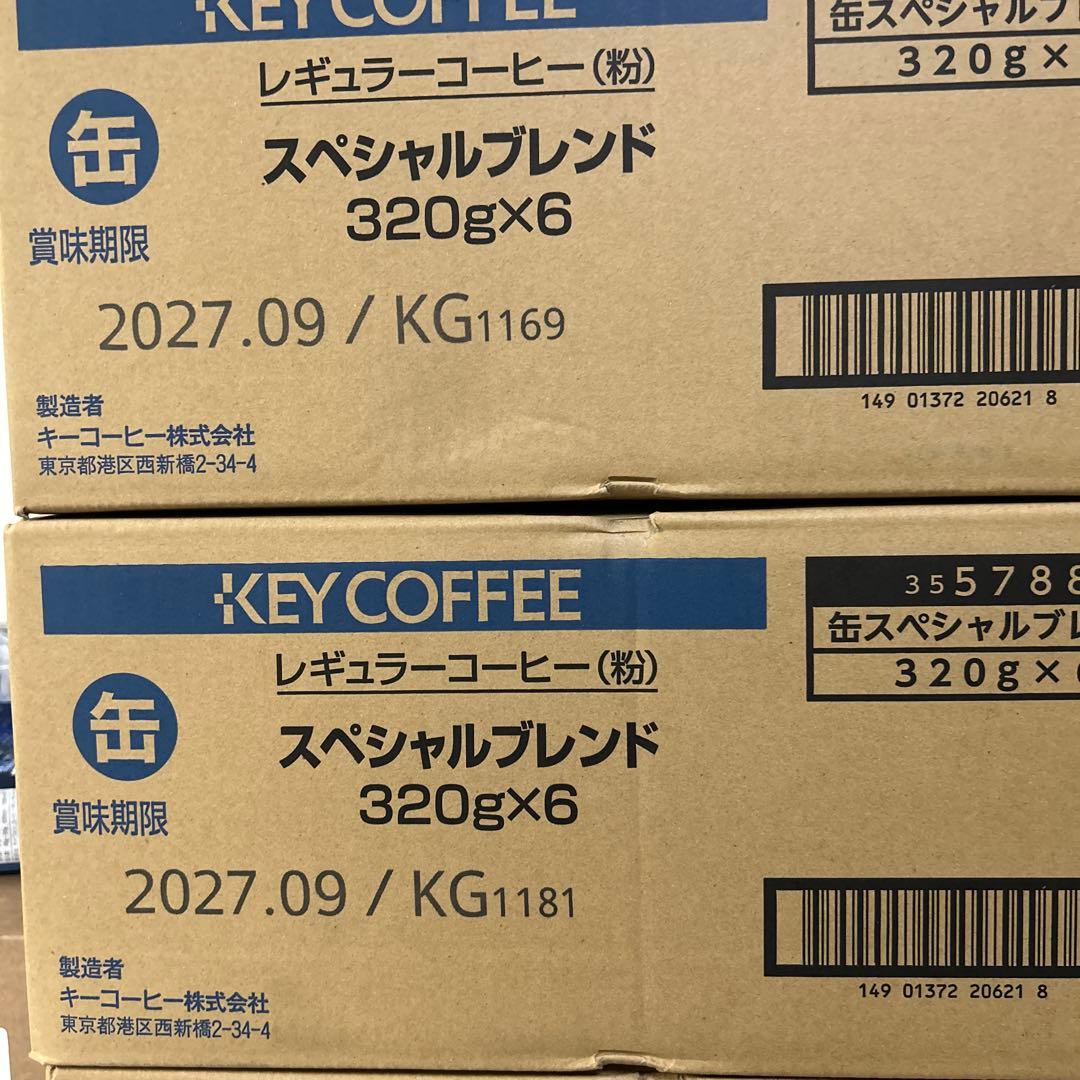 KEY COFFEE
レギュラーコーヒー(粉)
スペシャルブレンド
320g×6
缶
賞味期限
2027.09 / KG1169
製造者
キーコーヒー株式会社
東京都港区西新橋2-34-4
缶スペシャルブ
320g×
149 01372 20621 8
KEY COFFEE
レギュラーコーヒー(粉)
スペシャルブレンド
320g×6
缶
賞味期限
2027.09 / KG1181
製造者
キーコーヒー株式会社
東京都港区西新橋2-34-4
355788
缶スペシャルブレ
320g×6
149 01372 20621 8